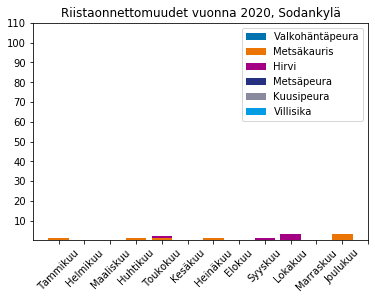 Riistaonnettomuudet vuonna 2020, Sodankylä
110
100
90
80
70
60
50
40
30
20
10
Valkohäntäpeura
Metsäkauris
Hirvi
Metsäpeura
Kuusipeura
Villisika
Tammikuu
Helmikuu
Maaliskuu
Huhtikuu
Toukokuu
Kesäkuu
Heinäkuu
Elokuu
Syyskuu
Lokakuu
Marraskuu
Joulukuu